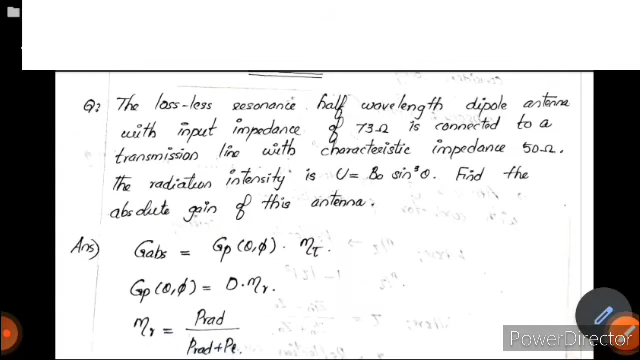 Q: The loss-less resonance half wavelength dipole antenna
with input impedance of 73Ω is connected to a
transmission line with characteristic impedance 50Ω.
The radiation intensity is U = B₀ sin³θ. Find the
absolute gain of this antenna.
Ans) Gabs = Gp(θ,ϕ) · ητ.
Gp(θ,ϕ) = D·ηr.
ηr = Prad
Prad+Pl.
PowerDirector